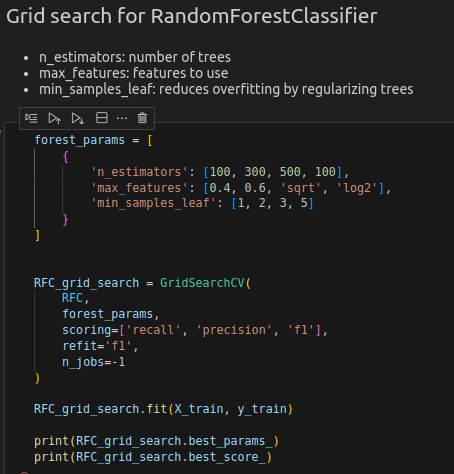 Grid search for RandomForestClassifier
• n_estimators: number of trees
• max_features: features to use
• min_samples_leaf: reduces overfitting by regularizing trees
forest_params = [
    {
        'n_estimators': [100, 300, 500, 100],
        'max_features': [0.4, 0.6, 'sqrt', 'log2'],
        'min_samples_leaf': [1, 2, 3, 5]
    }
]
RFC_grid_search = GridSearchCV(
    RFC,
    forest_params,
    scoring=['recall', 'precision', 'f1'],
    refit='f1',
    n_jobs=-1
)
RFC_grid_search.fit(X_train, y_train)
print(RFC_grid_search.best_params_)
print(RFC_grid_search.best_score_)